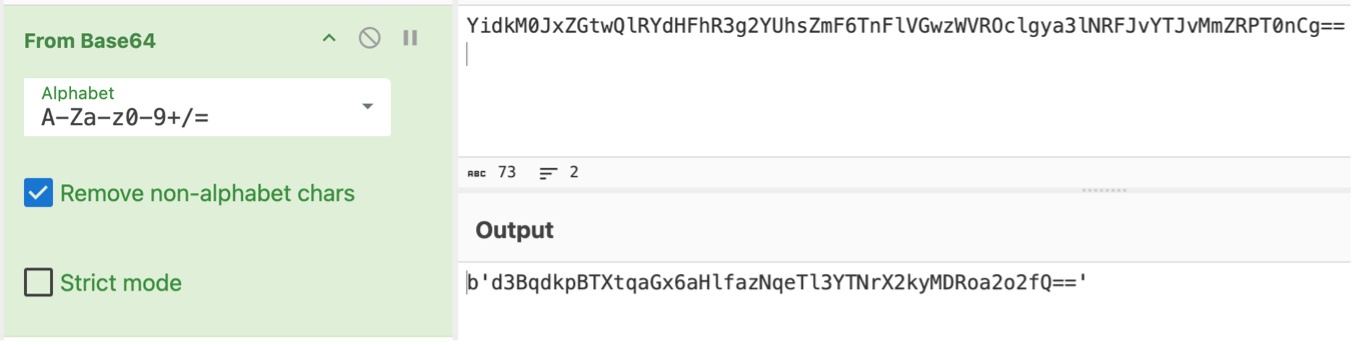 From Base64
Alphabet
A-Za-z0-9+/=
Remove non-alphabet chars
Strict mode
YidkM0JxZGtwQlRYdHFhR3g2YUhsZmF6TnFlVGwzWVROclgya3lNRFJvYTJvMmZRPT0nCg==
ABC 73 2
Output
b'd3BqdkpBTXtqaGx6aHlfazNqeTl3YTNrX2kyMDRoa2o2fQ=='